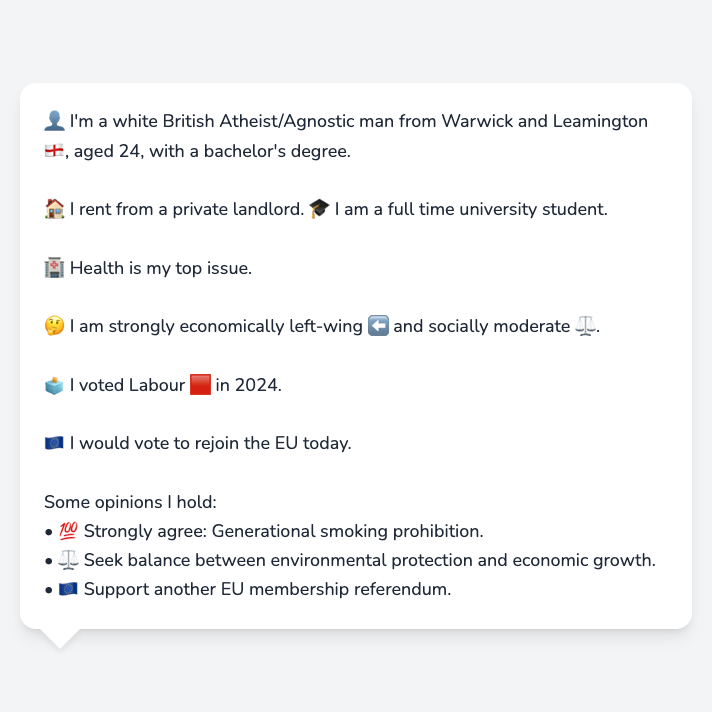 👤 I'm a white British Atheist/Agnostic man from Warwick and Leamington
🏴󠁧󠁢󠁥󠁮󠁧󠁿, aged 24, with a bachelor's degree.
🏠 I rent from a private landlord. 🎓 I am a full time university student.
🏥 Health is my top issue.
🤔 I am strongly economically left-wing ⬅️ and socially moderate ⚖️.
🗳️ I voted Labour 🟥 in 2024.
🇪🇺 I would vote to rejoin the EU today.
Some opinions I hold:
• 💯 Strongly agree: Generational smoking prohibition.
• ⚖️ Seek balance between environmental protection and economic growth.
• 🇪🇺 Support another EU membership referendum.